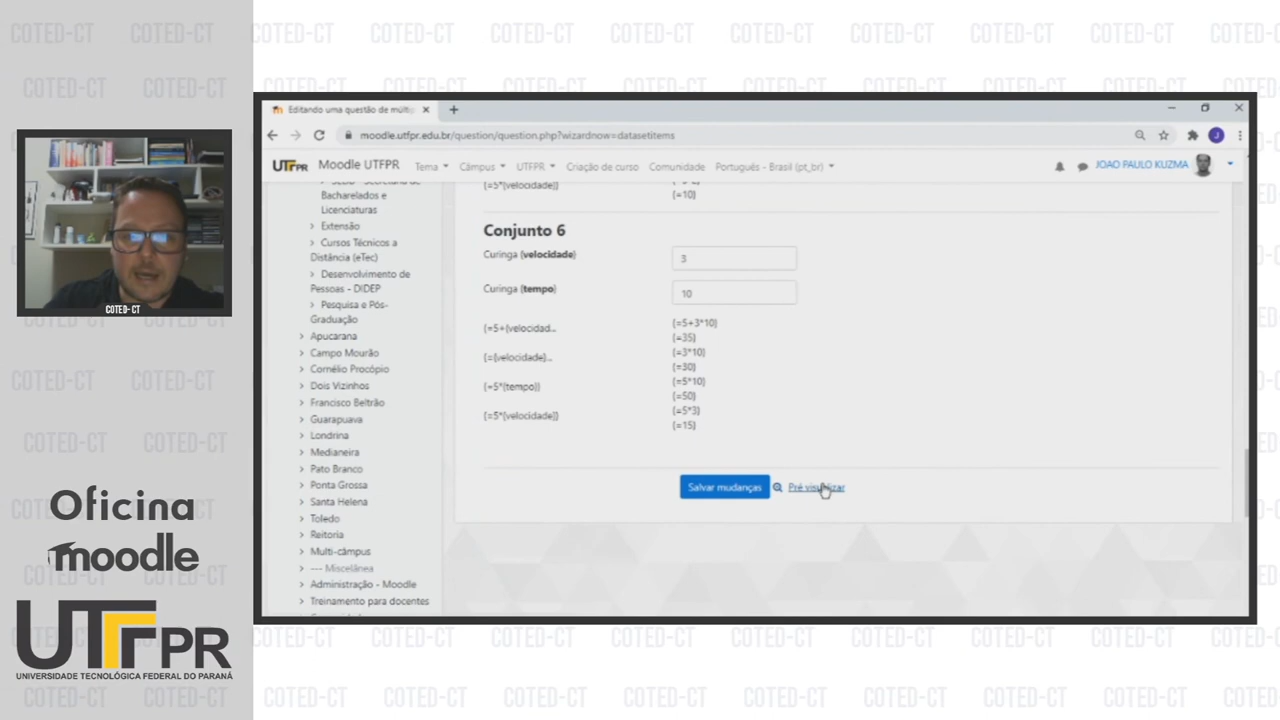 COTED-CT
Oficina
moodle
UTFPR
UNIVERSIDADE TECNOLÓGICA FEDERAL DO PARANÁ
Editando uma questão de múlti
moodle.utfpr.edu.br/question/question.php?wizardnow=datasetitems
J
UTFPR Moodle UTFPR Tema Câmpus UTFPR Criação de curso Comunidade Português - Brasil (pt_br) JOAO PAULO KUZMA
Bacharelados e
Licenciaturas
Extensão
Cursos Técnicos a
Distância (eTec)
Desenvolvimento de
Pessoas - DIDEP
Pesquisa e Pós-
Graduação
Apucarana
Campo Mourão
Cornélio Procópio
Dois Vizinhos
Francisco Beltrão
Guarapuava
Londrina
Medianeira
Pato Branco
Ponta Grossa
Santa Helena
Toledo
Reitoria
Multi-câmpus
--- Miscelânea
Administração - Moodle
Treinamento para docentes
{=5*{velocidade}}
{=10}
Conjunto 6
Curinga {velocidade} 3
Curinga {tempo} 10
{=5+{velocidad...
{=5+3*10}
{=35}
{={velocidade}...
{=3*10}
{=30}
{=5*{tempo}}
{=5*10}
{=50}
{=5*{velocidade}}
{=5*3}
{=15}
Salvar mudanças Pré visualizar